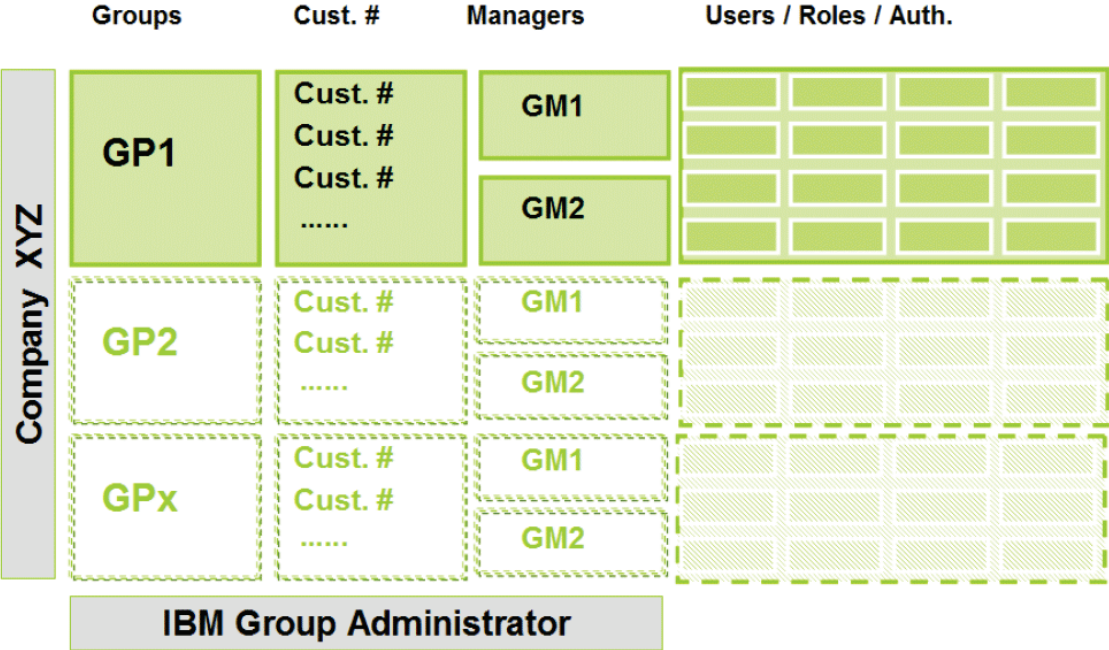 Groups
Cust. #
Managers
Users / Roles / Auth.
Company XYZ
GP1
Cust. #
Cust. #
Cust. #
......
GM1
GM2
GP2
Cust. #
Cust. #
......
GM1
GM2
GPx
Cust. #
Cust. #
......
GM1
GM2
IBM Group Administrator